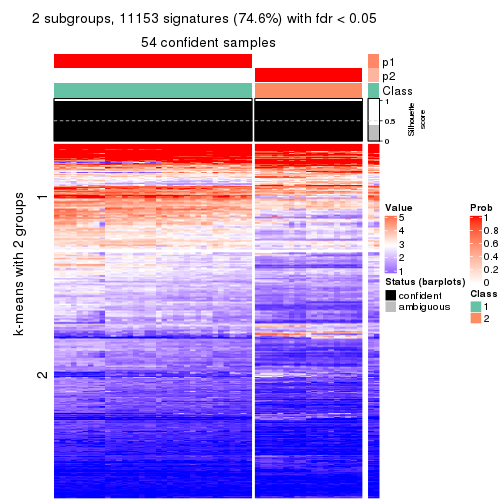 2 subgroups, 11153 signatures (74.6%) with fdr < 0.05
54 confident samples
p1
p2
Class
1
0.5
0
Silhouette
score
k-means with 2 groups
1
2
Value
5
4
3
2
1
Prob
1
0.8
0.6
0.4
0.2
0
Status (barplots)
confident
ambiguous
Class
1
2